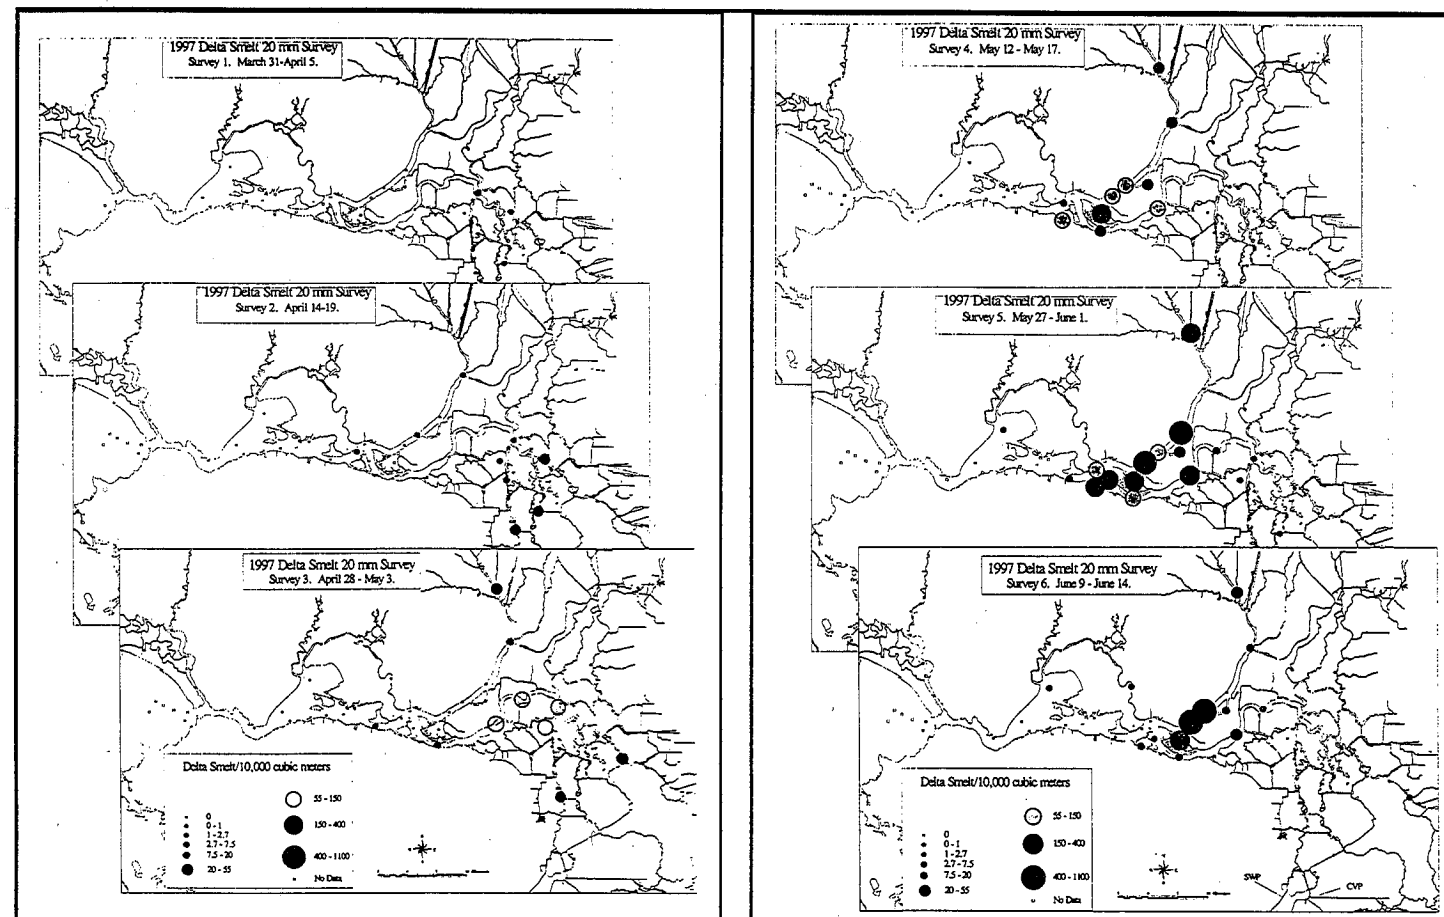 1997 Delta Smelt 20 mm Survey
Survey 1. March 31-April 5.
1997 Delta Smelt 20 mm Survey
Survey 2. April 14-19.
1997 Delta Smelt 20 mm Survey
Survey 3. April 28 - May 3.
Delta Smelt/10,000 cubic meters
0
0 - 1
1 - 2.7
2.7 - 7.5
7.5 - 20
20 - 55
55 - 150
150 - 400
400 - 1100
No Data
1997 Delta Smelt 20 mm Survey
Survey 4. May 12 - May 17.
1997 Delta Smelt 20 mm Survey
Survey 5. May 27 - June 1.
1997 Delta Smelt 20 mm Survey
Survey 6. June 9 - June 14.
Delta Smelt/10,000 cubic meters
0
0 - 1
1 - 2.7
2.7 - 7.5
7.5 - 20
20 - 55
55 - 150
150 - 400
400 - 1100
No Data
SWP
CVP